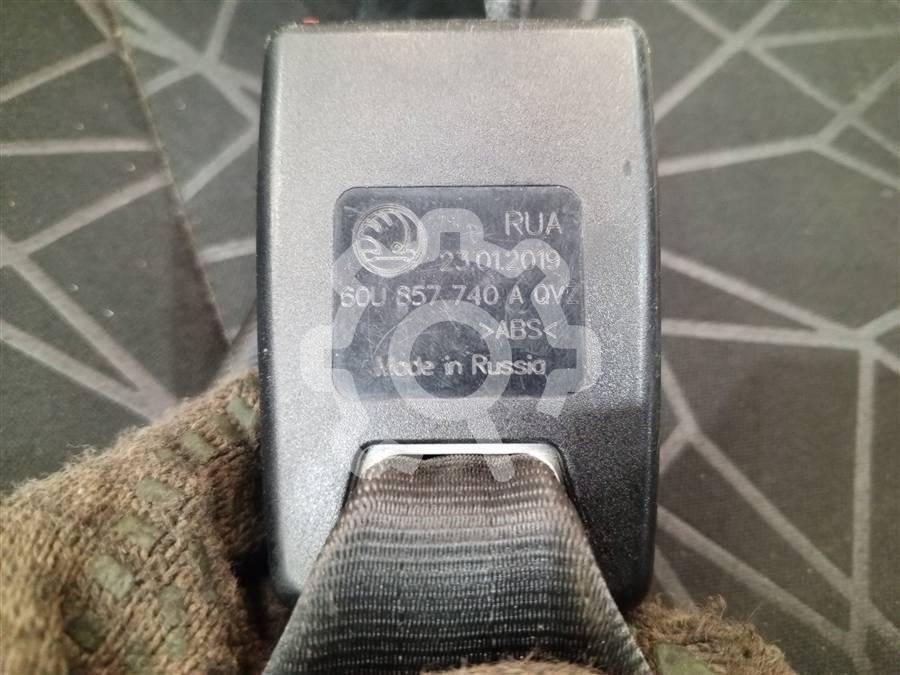 RUA
23.01.2019
60U 857 740 A QVZ
>ABS<
Made in Russia